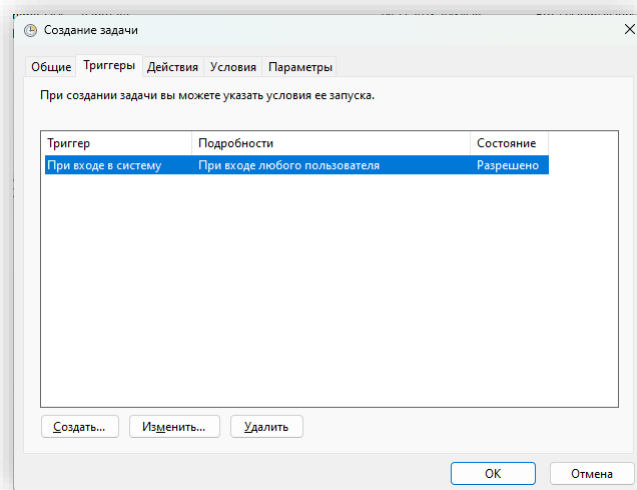 Создание задачи
Общие Триггеры Действия Условия Параметры
При создании задачи вы можете указать условия ее запуска.
Триггер Подробности Состояние
При входе в систему При входе любого пользователя Разрешено
Создать... Изменить... Удалить
OK Отмена